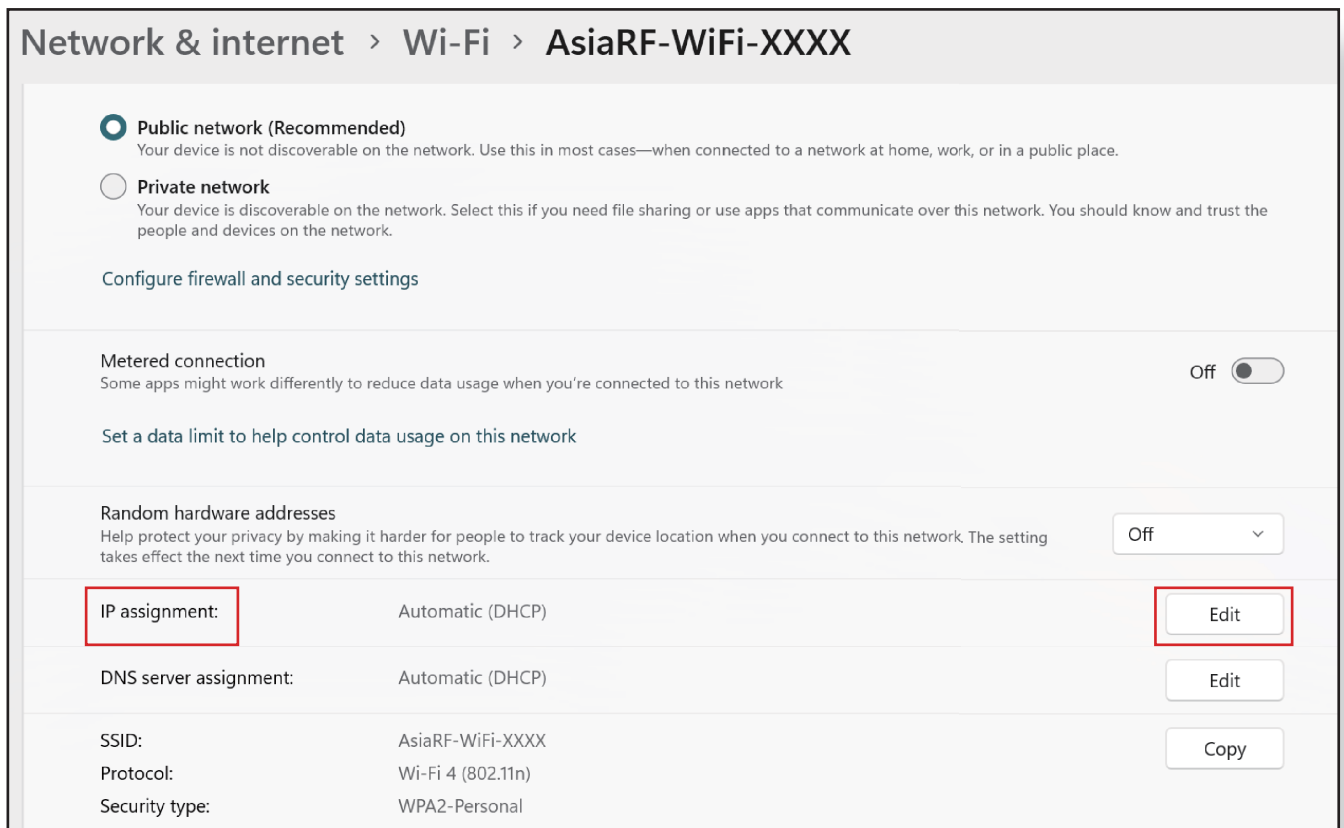 Network & internet > Wi-Fi > AsiaRF-WiFi-XXXX
Public network (Recommended)
Your device is not discoverable on the network. Use this in most cases—when connected to a network at home, work, or in a public place.
Private network
Your device is discoverable on the network. Select this if you need file sharing or use apps that communicate over this network. You should know and trust the
people and devices on the network.
Configure firewall and security settings
Metered connection
Some apps might work differently to reduce data usage when you're connected to this network
Off
Set a data limit to help control data usage on this network
Random hardware addresses
Help protect your privacy by making it harder for people to track your device location when you connect to this network. The setting
takes effect the next time you connect to this network.
Off
IP assignment: Automatic (DHCP) Edit
DNS server assignment: Automatic (DHCP) Edit
SSID: AsiaRF-WiFi-XXXX Copy
Protocol: Wi-Fi 4 (802.11n)
Security type: WPA2-Personal